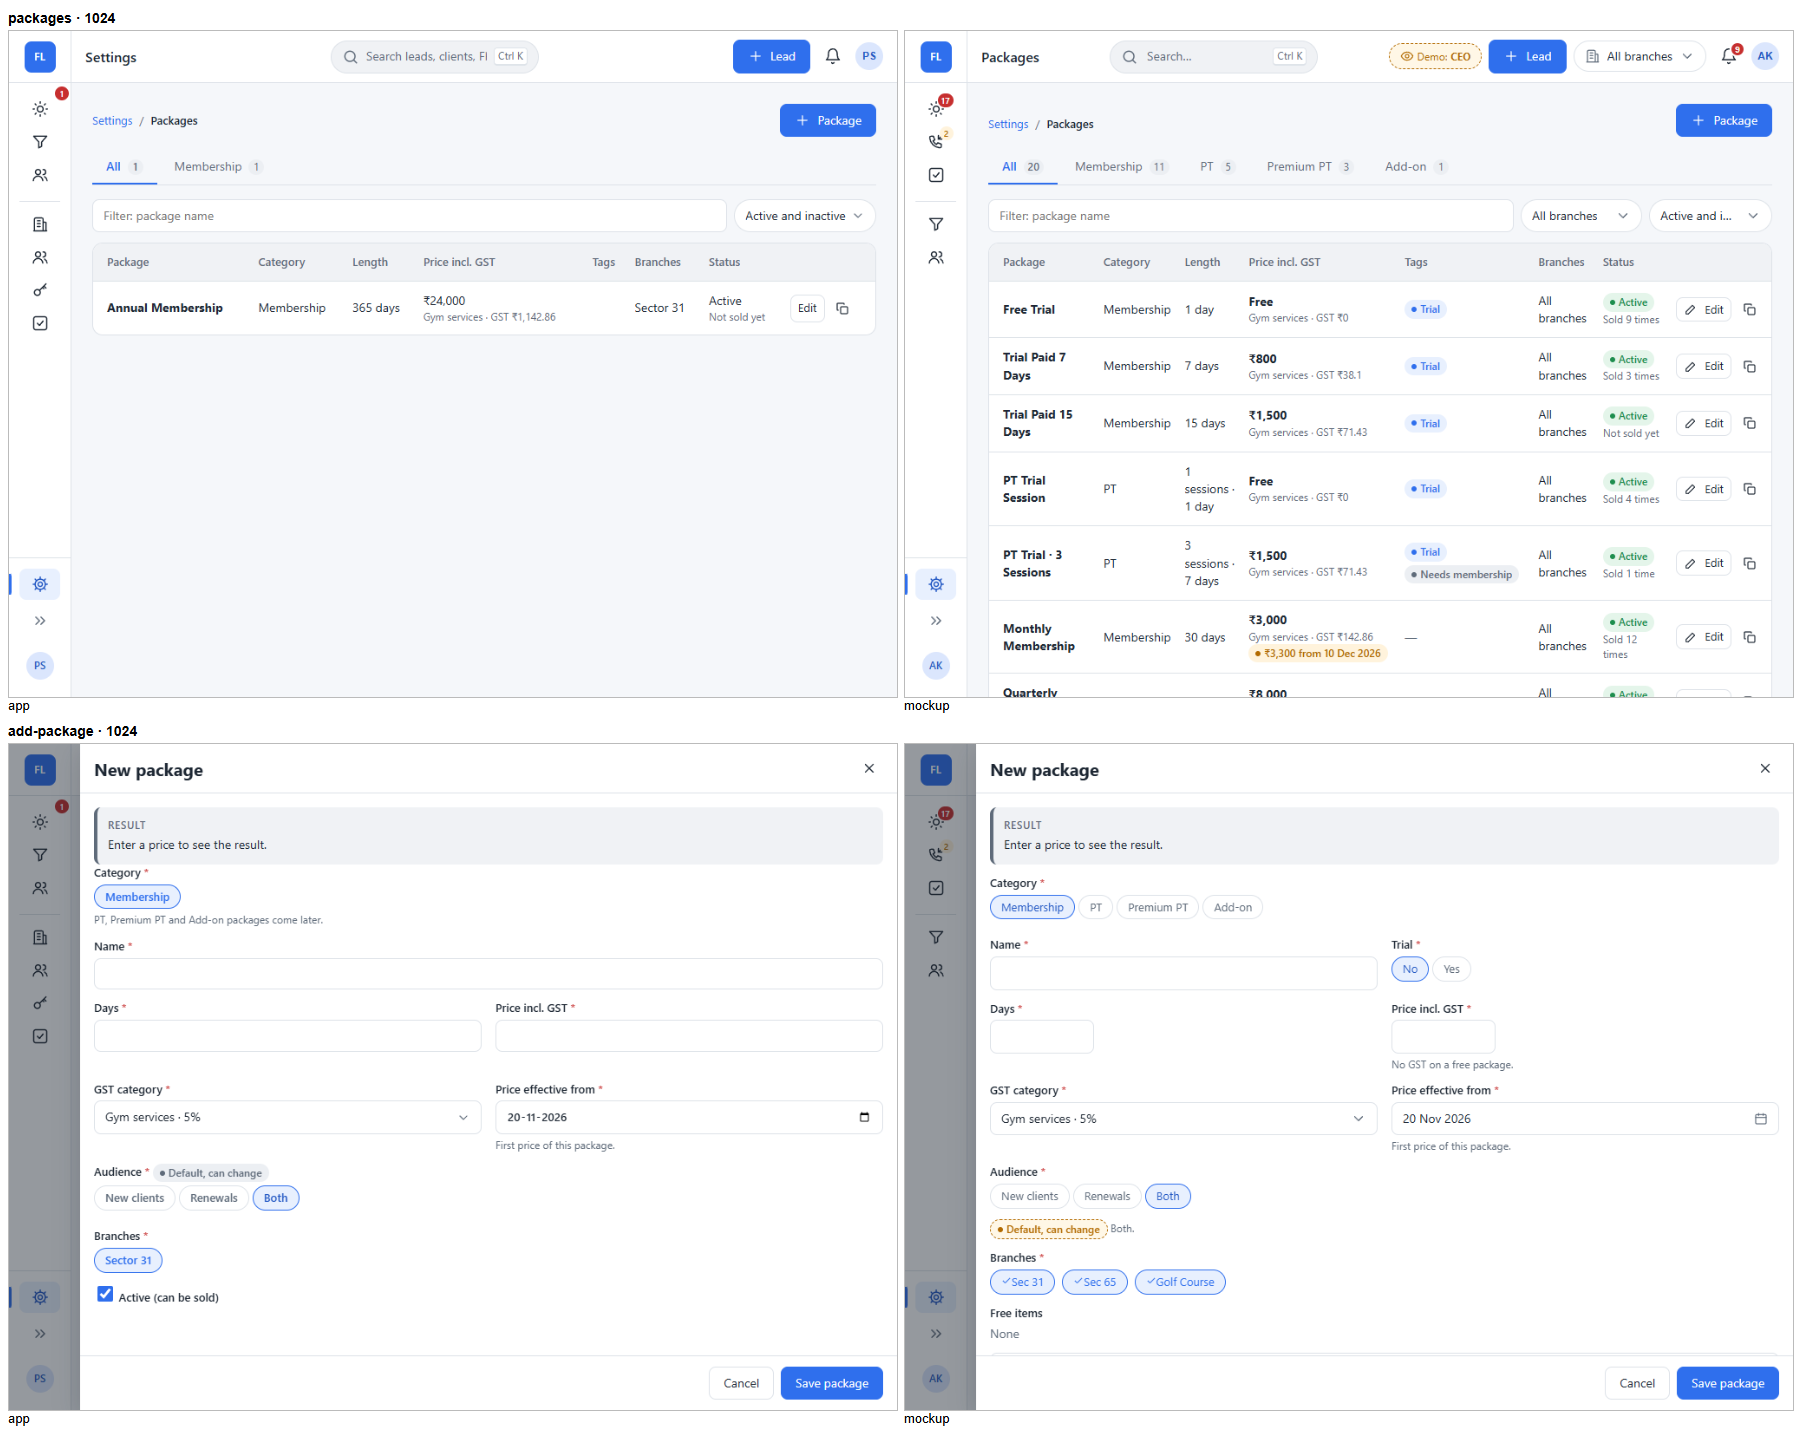 packages · 1024
FL
Settings
Search leads, clients, FI
Ctrl K
+ Lead
PS
1
Settings / Packages
+ Package
All 1
Membership 1
Filter: package name
Active and inactive
Package Category Length Price incl. GST Tags Branches Status
Annual Membership Membership 365 days ₹24,000 Sector 31 Active Edit
Gym services · GST ₹1,142.86 Not sold yet
PS
app
FL
Packages
Search...
Ctrl K
Demo: CEO
+ Lead
All branches
9
AK
17
2
Settings / Packages
+ Package
All 20
Membership 11
PT 5
Premium PT 3
Add-on 1
Filter: package name
All branches
Active and i...
Package Category Length Price incl. GST Tags Branches Status
Free Trial Membership 1 day Free Trial All branches Active Edit
Gym services · GST ₹0 Sold 9 times
Trial Paid 7 Days Membership 7 days ₹800 Trial All branches Active Edit
Gym services · GST ₹38.1 Sold 3 times
Trial Paid 15 Days Membership 15 days ₹1,500 Trial All branches Active Edit
Gym services · GST ₹71.43 Not sold yet
PT Trial Session PT 1 sessions · 1 day Free Trial All branches Active Edit
Gym services · GST ₹0 Sold 4 times
PT Trial · 3 Sessions PT 3 sessions · 7 days ₹1,500 Trial All branches Active Edit
Gym services · GST ₹71.43 Needs membership Sold 1 time
Monthly Membership Membership 30 days ₹3,000 — All branches Active Edit
Gym services · GST ₹142.86 Sold 12 times
₹3,300 from 10 Dec 2026
Quarterly ₹8,000 All Active
AK
mockup
add-package · 1024
FL
1
PS
New package
RESULT
Enter a price to see the result.
Category *
Membership
PT, Premium PT and Add-on packages come later.
Name *
Days *
Price incl. GST *
GST category *
Gym services · 5%
Price effective from *
20-11-2026
First price of this package.
Audience * Default, can change
New clients Renewals Both
Branches *
Sector 31
Active (can be sold)
Cancel
Save package
app
FL
17
2
AK
New package
RESULT
Enter a price to see the result.
Category *
Membership PT Premium PT Add-on
Name *
Trial *
No Yes
Days *
Price incl. GST *
No GST on a free package.
GST category *
Gym services · 5%
Price effective from *
20 Nov 2026
First price of this package.
Audience *
New clients Renewals Both
Default, can change Both.
Branches *
Sec 31 Sec 65 Golf Course
Free items
None
Cancel
Save package
mockup